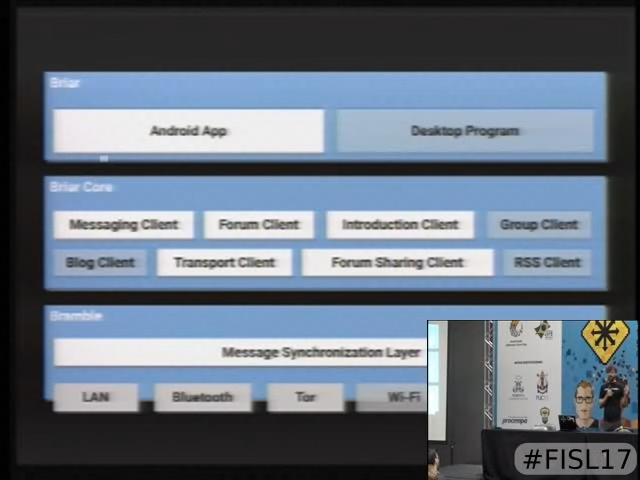 Briar
Android App Desktop Program
Briar Core
Messaging Client Forum Client Introduction Client Group Client
Blog Client Transport Client Forum Sharing Client RSS Client
Bramble
Message Synchronization Layer
LAN Bluetooth Tor Wi-Fi
procempa
#FISL17